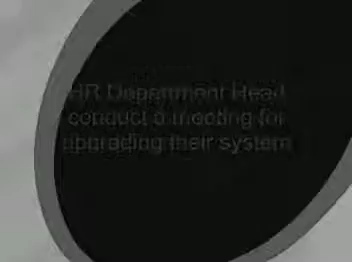 HR Department Head
conduct a meeting for
upgrading their system